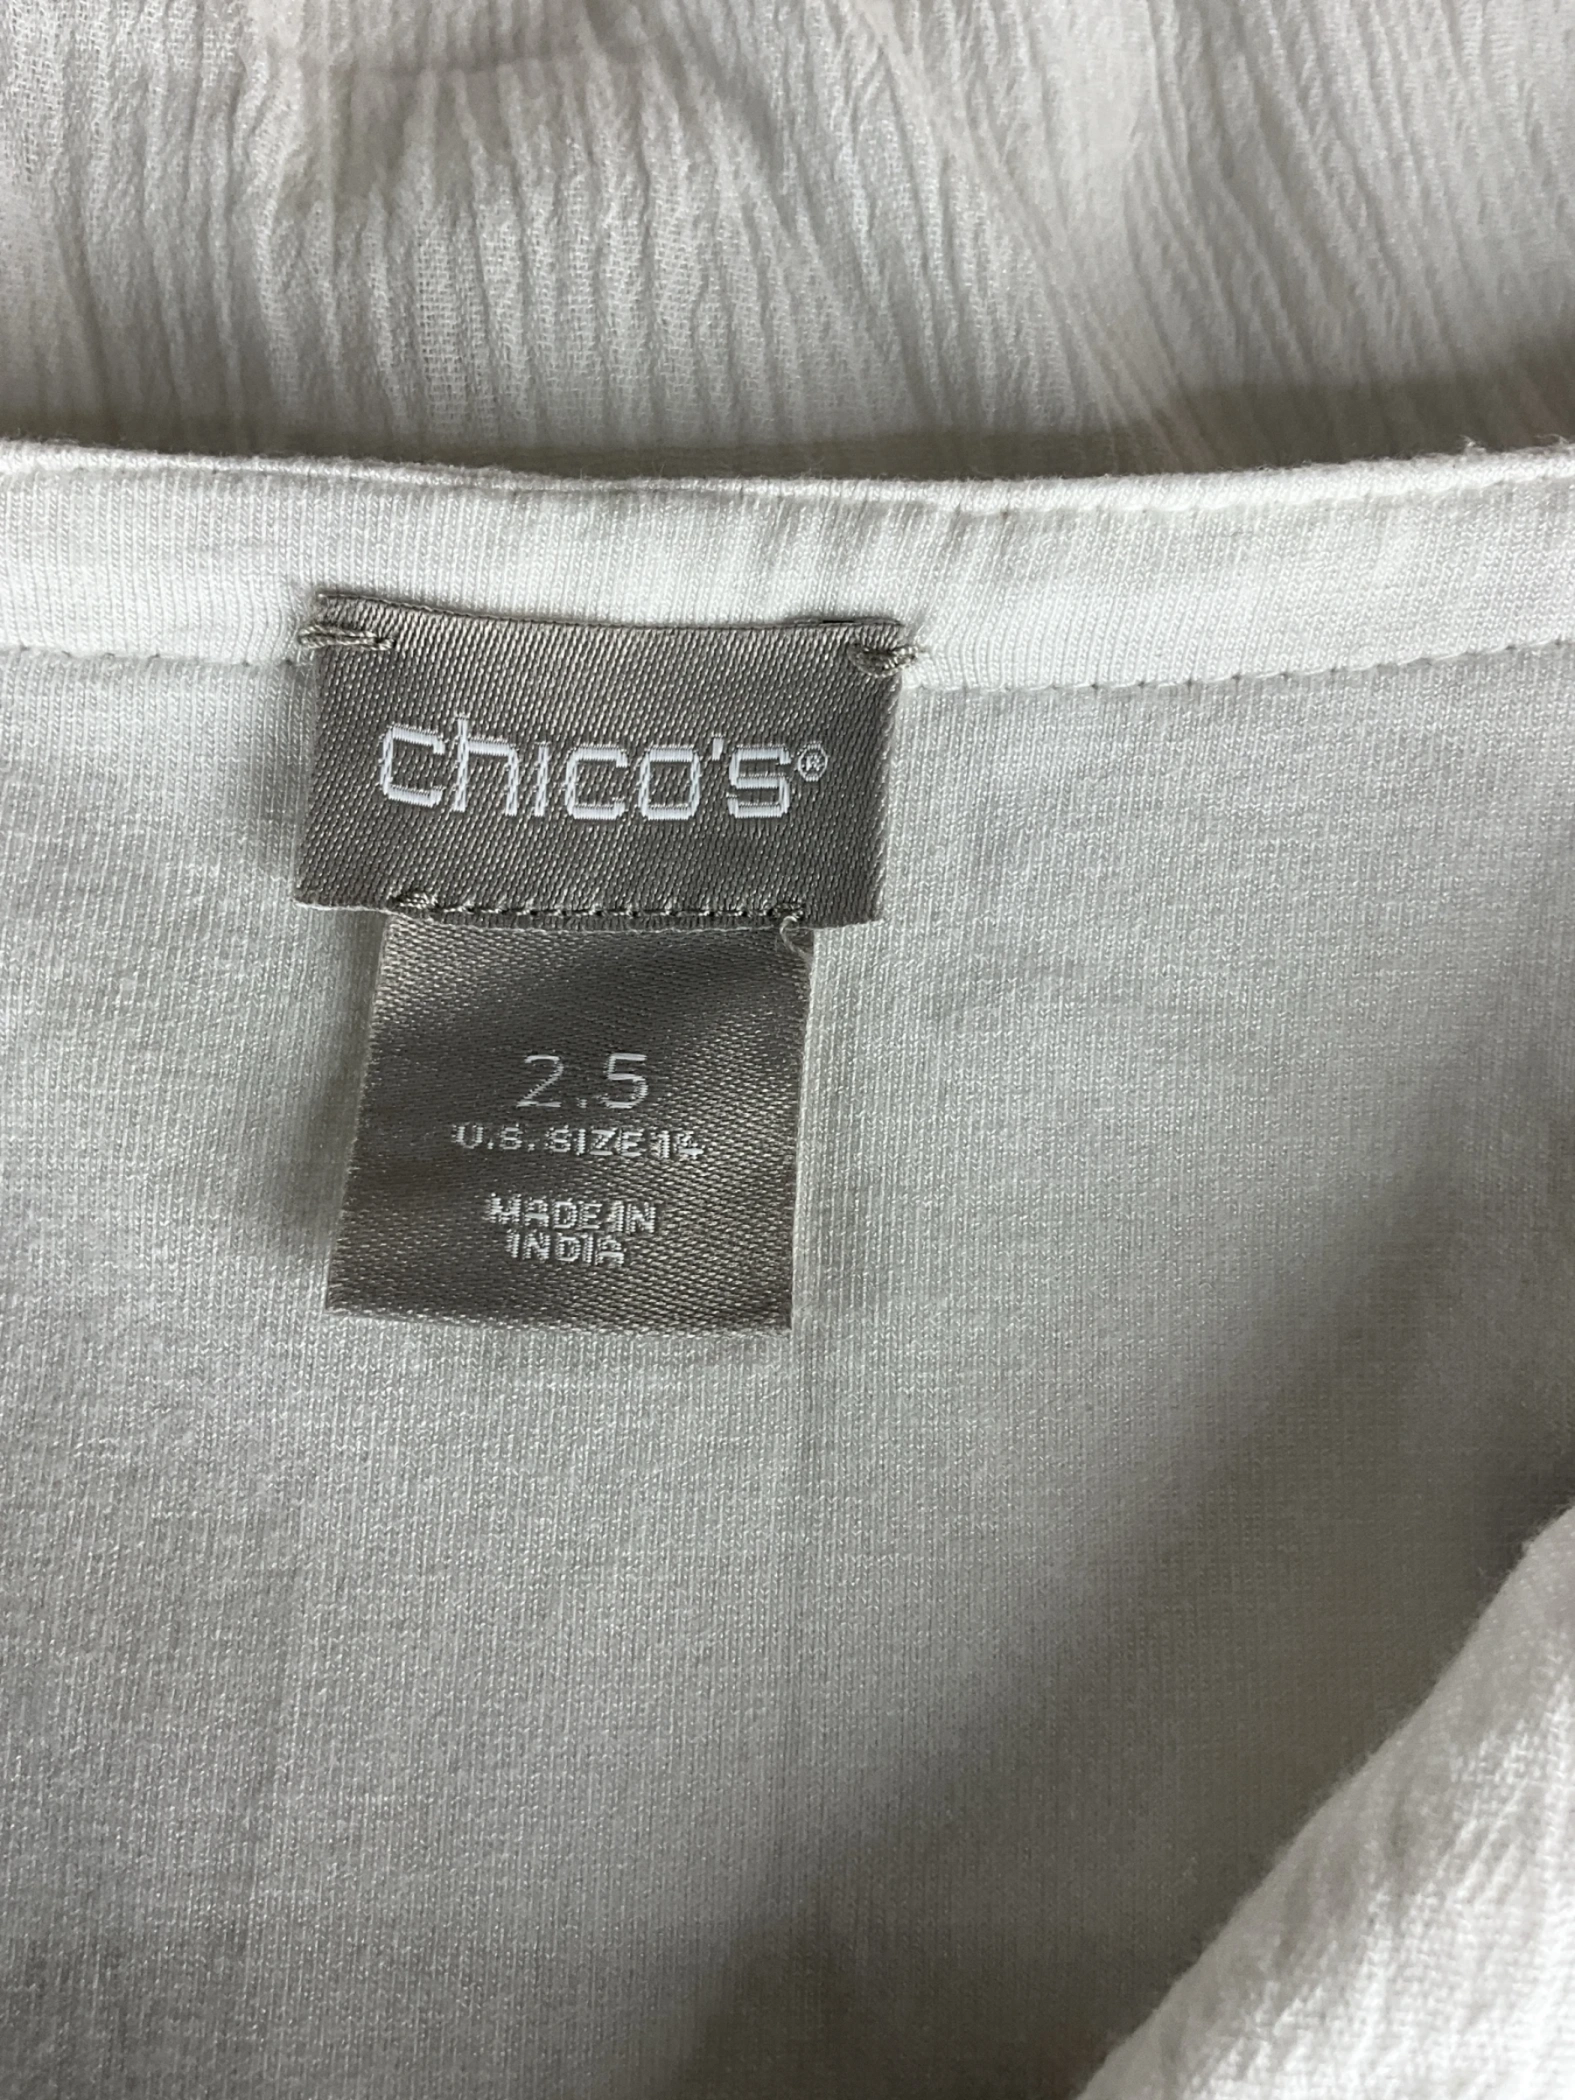 chico's®
2.5
U.S. SIZE 14
MADE IN
INDIA